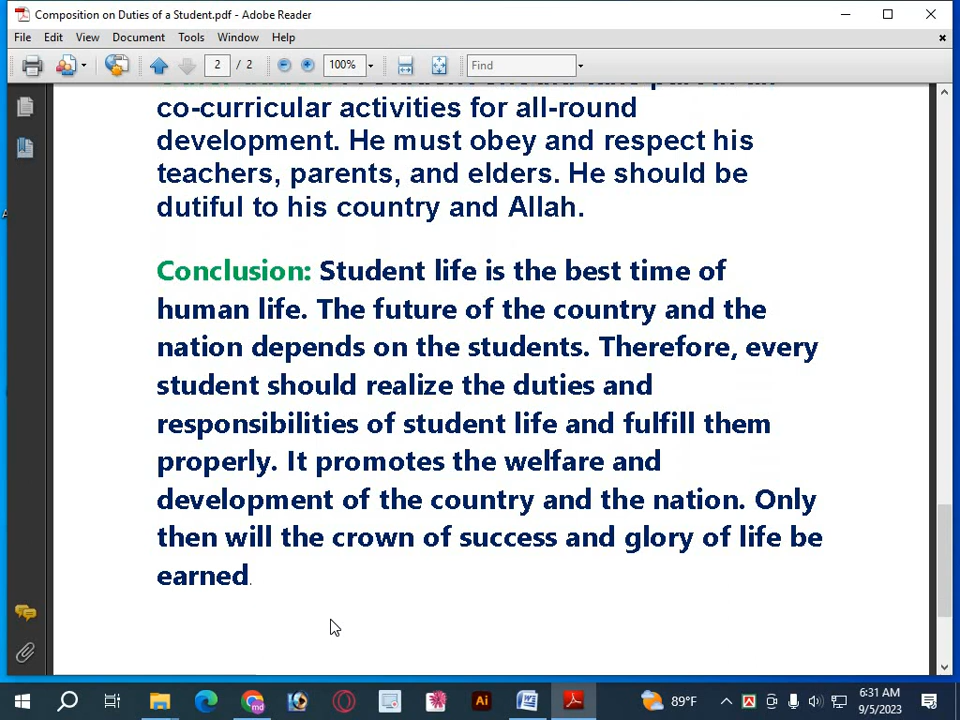 Composition on Duties of a Student.pdf - Adobe Reader
File Edit View Document Tools Window Help
2 / 2 100% Find
co-curricular activities for all-round
development. He must obey and respect his
teachers, parents, and elders. He should be
dutiful to his country and Allah.
Conclusion: Student life is the best time of
human life. The future of the country and the
nation depends on the students. Therefore, every
student should realize the duties and
responsibilities of student life and fulfill them
properly. It promotes the welfare and
development of the country and the nation. Only
then will the crown of success and glory of life be
earned.
Ai 89°F 6:31 AM
9/5/2023